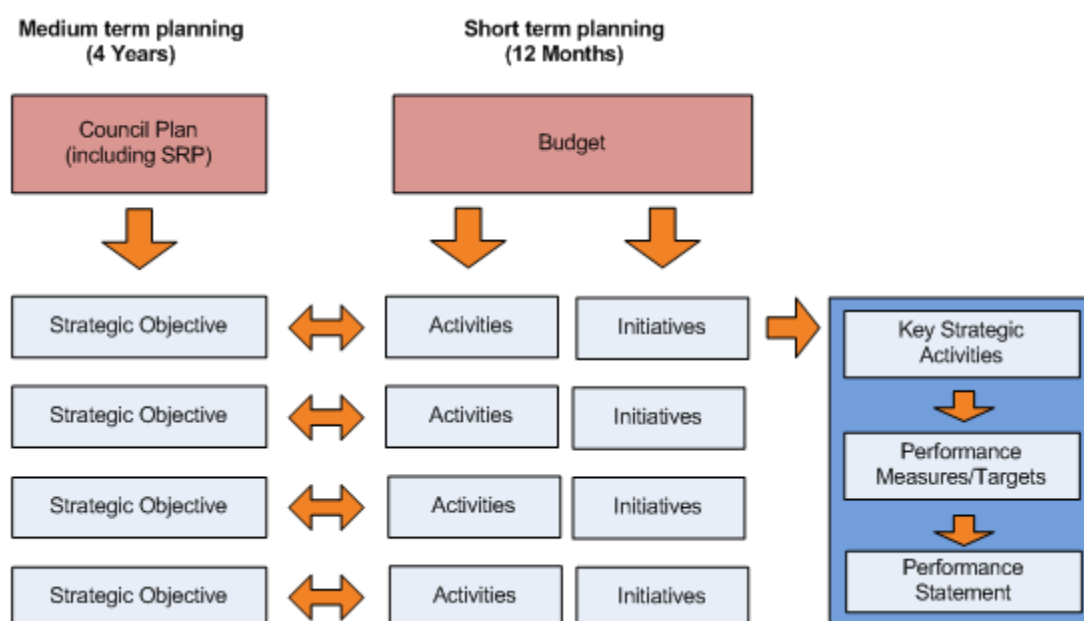 Medium term planning
(4 Years)
Short term planning
(12 Months)
Council Plan
(including SRP)
Budget
Strategic Objective
Activities
Initiatives
Key Strategic
Activities
Strategic Objective
Activities
Initiatives
Performance
Measures/Targets
Strategic Objective
Activities
Initiatives
Performance
Statement
Strategic Objective
Activities
Initiatives